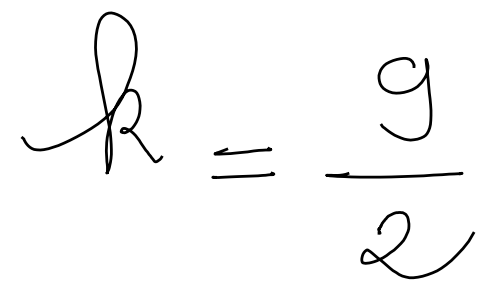 k = 9/2